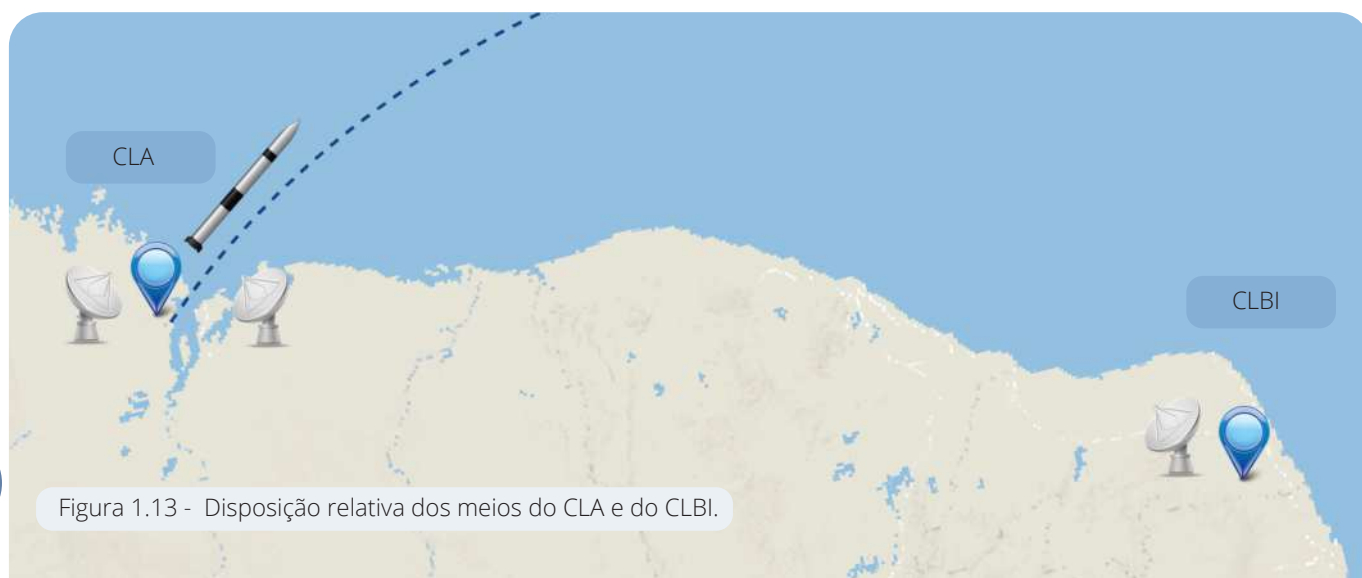 CLA
CLBI
Figura 1.13 - Disposição relativa dos meios do CLA e do CLBI.